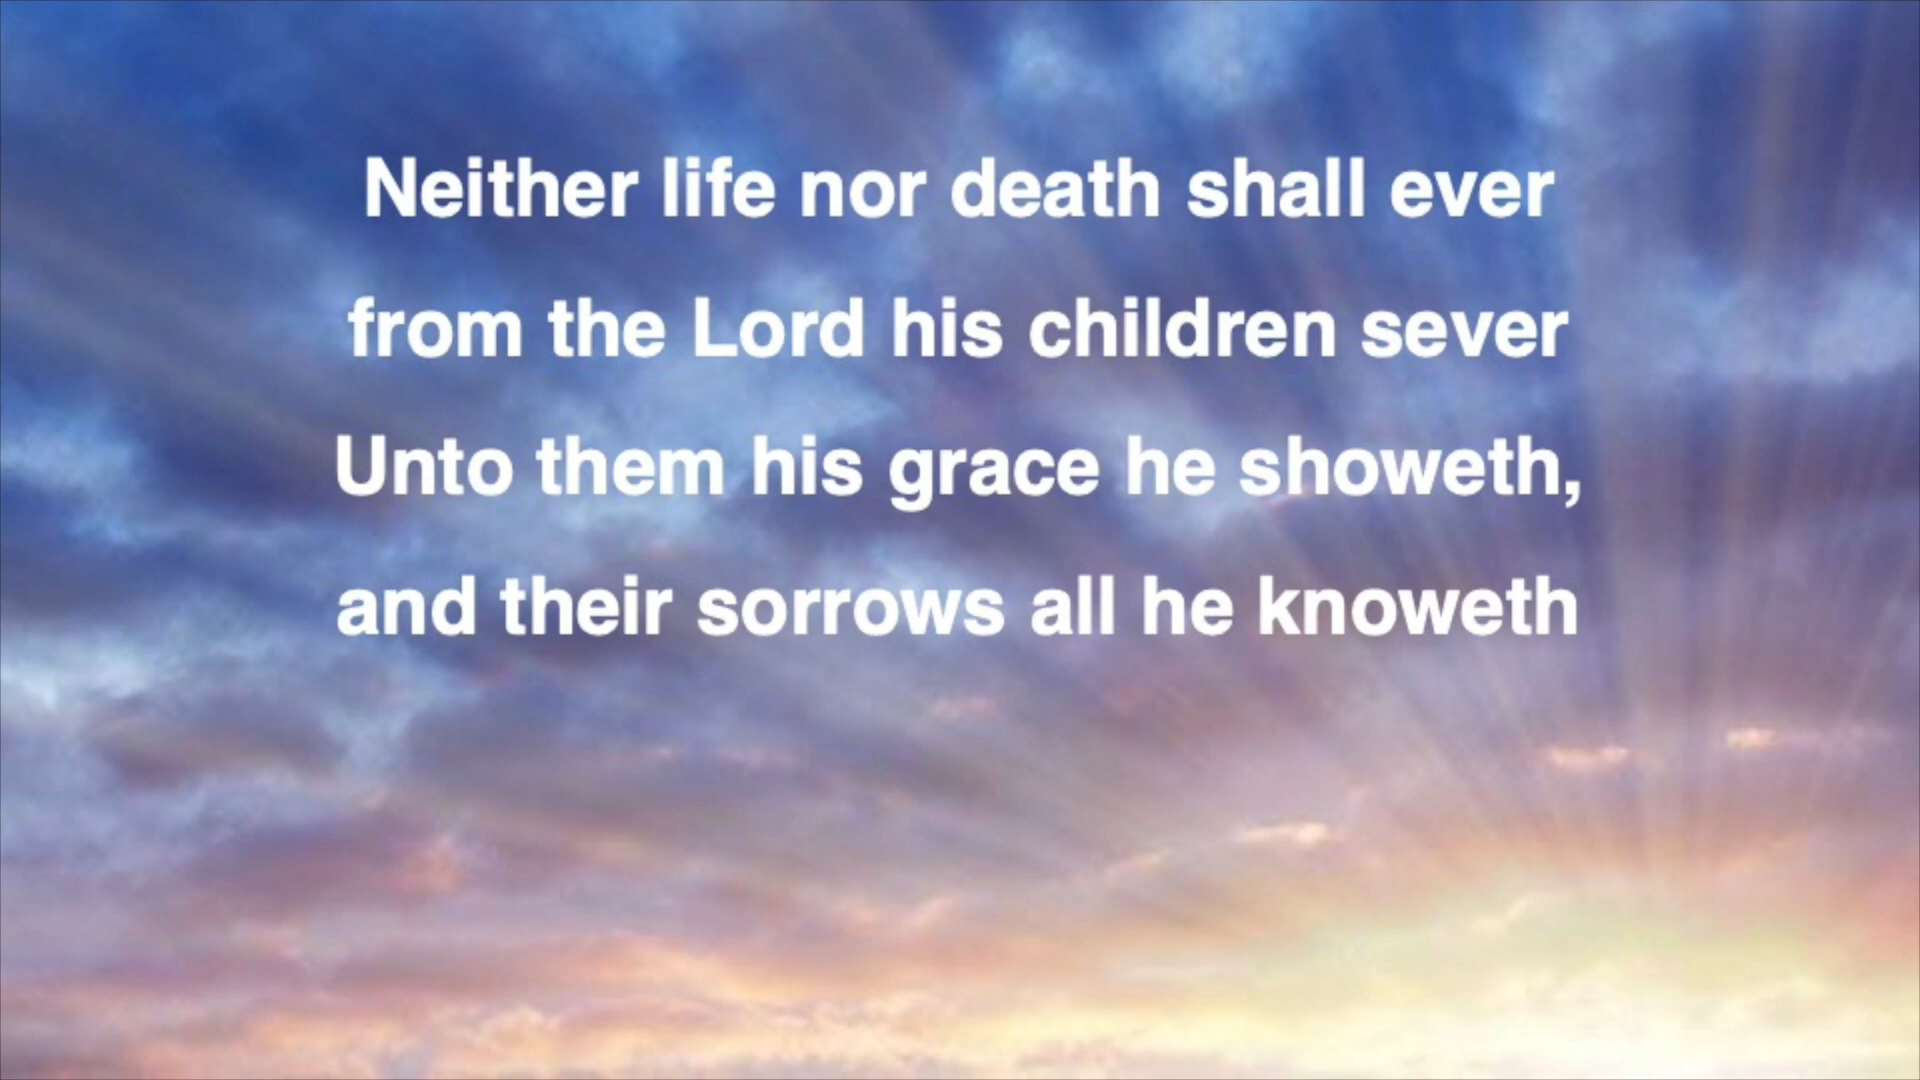 Neither life nor death shall ever
from the Lord his children sever
Unto them his grace he showeth,
and their sorrows all he knoweth